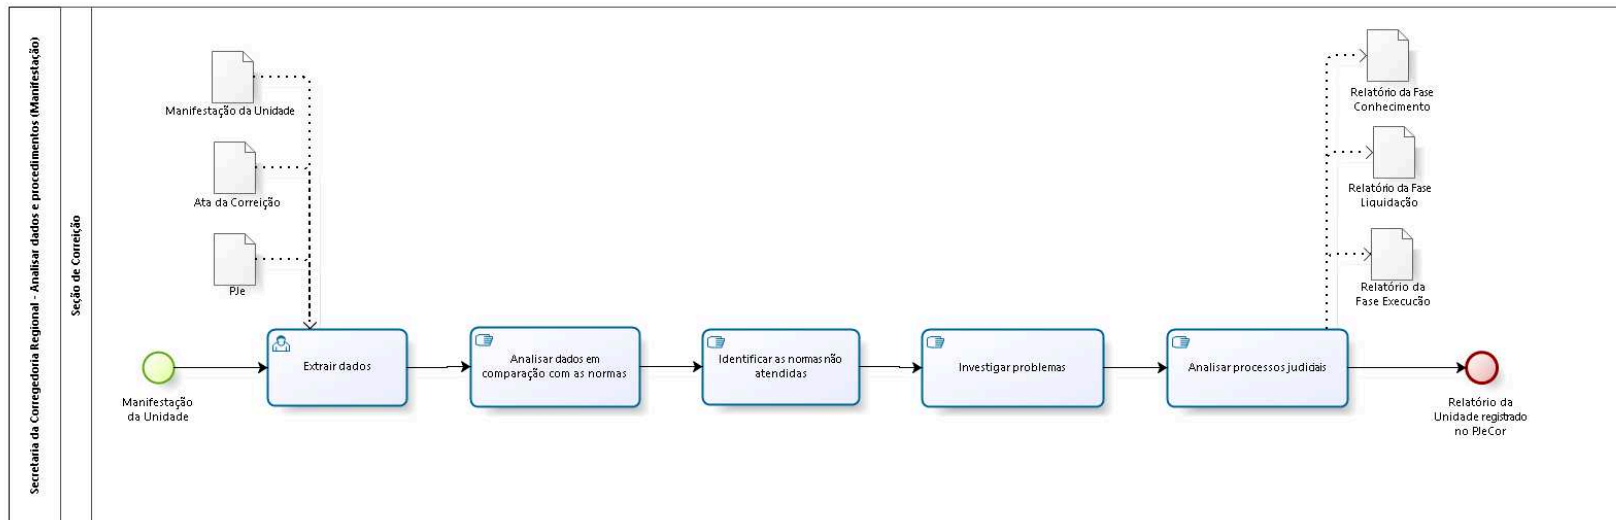 Secretaria da Corregedoria Regional - Analisar dados e procedimentos (Manifestação)
Seção de Correição
Manifestação da Unidade
Ata da Correição
PJe
Manifestação
da Unidade
Extrair dados
Analisar dados em
comparação com as normas
Identificar as normas não
atendidas
Investigar problemas
Analisar processos judiciais
Relatório da Fase
Conhecimento
Relatório da Fase
Liquidação
Relatório da
Fase Execucão
Relatório da
Unidade registrado
no PJeCor